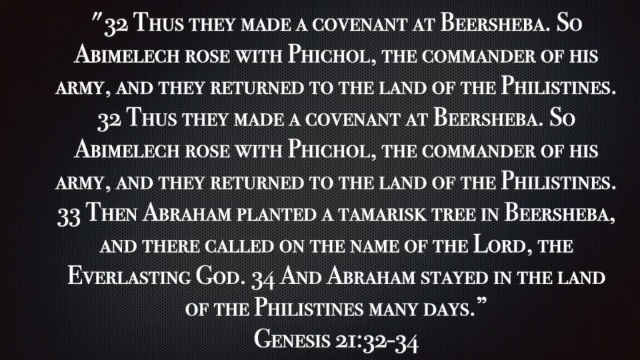 "32 Thus they made a covenant at Beersheba. So
Abimelech rose with Phichol, the commander of his
army, and they returned to the land of the Philistines.
32 Thus they made a covenant at Beersheba. So
Abimelech rose with Phichol, the commander of his
army, and they returned to the land of the Philistines.
33 Then Abraham planted a tamarisk tree in Beersheba,
and there called on the name of the Lord, the
Everlasting God. 34 And Abraham stayed in the land
of the Philistines many days.”
Genesis 21:32-34